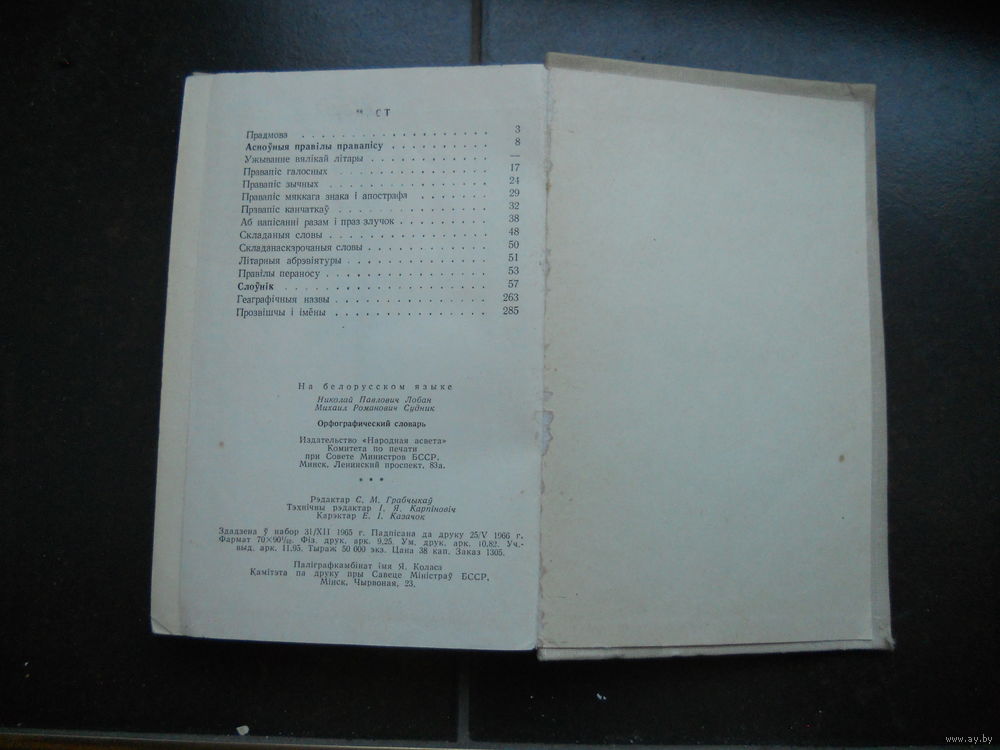 СТ
Прадмова . . . . . . . . . . . . . . . . . . 3
Асноўныя правілы правапісу . . . . . . . . . . 8
Ужыванне вялікай літары . . . . . . . . . . . —
Правапіс галосных . . . . . . . . . . . . . . 17
Правапіс зычных . . . . . . . . . . . . . . . 24
Правапіс мяккага знака і апострафа . . . . . . 29
Правапіс канчаткаў . . . . . . . . . . . . . . 32
Аб напісанні разам і праз злучок . . . . . . . . 38
Складаныя словы . . . . . . . . . . . . . . . 48
Складанаскарочаныя словы . . . . . . . . . . . 50
Літарныя абрэвіятуры . . . . . . . . . . . . . 51
Правілы пераносу . . . . . . . . . . . . . . . 53
Слоўнік . . . . . . . . . . . . . . . . . . 57
Геаграфічныя назвы . . . . . . . . . . . . . . 263
Прозвішчы і імёны . . . . . . . . . . . . . . 285
На белорусском языке
Николай Павлович Лобан
Михаил Романович Судник
Орфографический словарь
Издательство «Народная асвета»
Комитета по печати
при Совете Министров БССР.
Минск. Ленинский проспект, 83а.
* * *
Рэдактар С. М. Грабчыкаў
Тэхнічны рэдактар І. Я. Карпіновіч
Карэктар Е. І. Казачок
Здадзена ў набор 31/XII 1965 г. Падпісана да друку 25/V 1966 г.
Фармат 70×90¹/₃₂. Фіз. друк. арк. 9,25. Ум. друк. арк. 10,82. Уч.-
выд. арк. 11,95. Тыраж 50 000 экз. Цана 38 кап. Заказ 1305.
Паліграфкамбінат імя Я. Коласа
Камітэта па друку пры Савеце Міністраў БССР.
Мінск, Чырвоная, 23.
www.ay.by